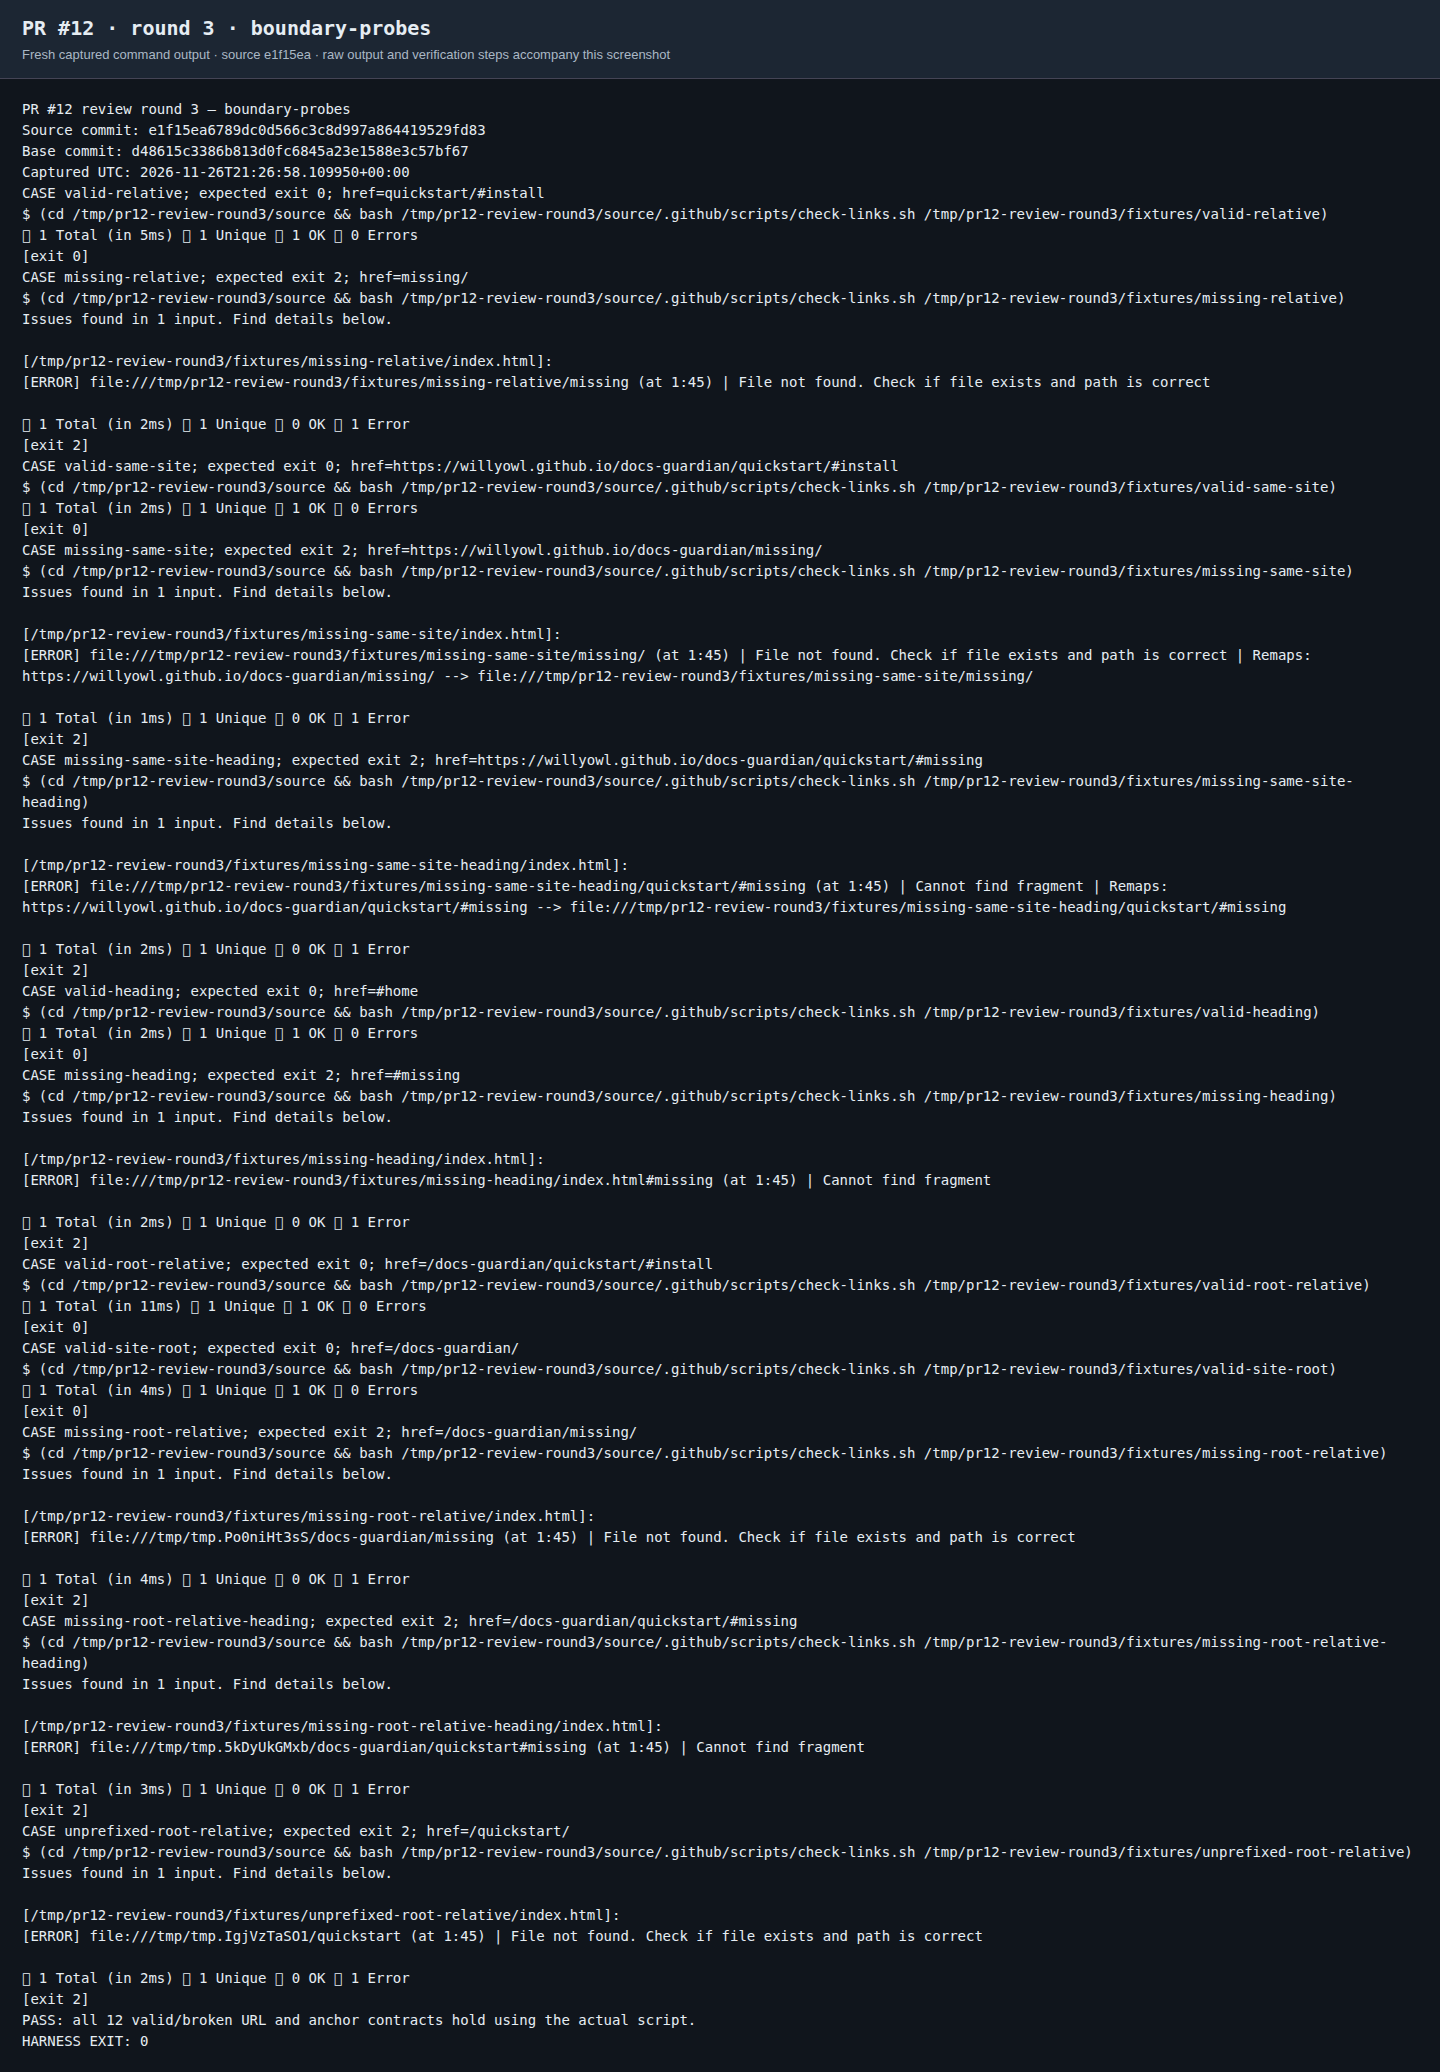 PR #12 · round 3 · boundary-probes
Fresh captured command output · source e1f15ea · raw output and verification steps accompany this screenshot
PR #12 review round 3 — boundary-probes
Source commit: e1f15ea6789dc0d566c3c8d997a864419529fd83
Base commit: d48615c3386b813d0fc6845a23e1588e3c57bf67
Captured UTC: 2026-11-26T21:26:58.109950+00:00
CASE valid-relative; expected exit 0; href=quickstart/#install
$ (cd /tmp/pr12-review-round3/source && bash /tmp/pr12-review-round3/source/.github/scripts/check-links.sh /tmp/pr12-review-round3/fixtures/valid-relative)
▯ 1 Total (in 5ms) ▯ 1 Unique ▯ 1 OK ▯ 0 Errors
[exit 0]
CASE missing-relative; expected exit 2; href=missing/
$ (cd /tmp/pr12-review-round3/source && bash /tmp/pr12-review-round3/source/.github/scripts/check-links.sh /tmp/pr12-review-round3/fixtures/missing-relative)
Issues found in 1 input. Find details below.
[/tmp/pr12-review-round3/fixtures/missing-relative/index.html]:
[ERROR] file:///tmp/pr12-review-round3/fixtures/missing-relative/missing (at 1:45) | File not found. Check if file exists and path is correct
▯ 1 Total (in 2ms) ▯ 1 Unique ▯ 0 OK ▯ 1 Error
[exit 2]
CASE valid-same-site; expected exit 0; href=https://willyowl.github.io/docs-guardian/quickstart/#install
$ (cd /tmp/pr12-review-round3/source && bash /tmp/pr12-review-round3/source/.github/scripts/check-links.sh /tmp/pr12-review-round3/fixtures/valid-same-site)
▯ 1 Total (in 2ms) ▯ 1 Unique ▯ 1 OK ▯ 0 Errors
[exit 0]
CASE missing-same-site; expected exit 2; href=https://willyowl.github.io/docs-guardian/missing/
$ (cd /tmp/pr12-review-round3/source && bash /tmp/pr12-review-round3/source/.github/scripts/check-links.sh /tmp/pr12-review-round3/fixtures/missing-same-site)
Issues found in 1 input. Find details below.
[/tmp/pr12-review-round3/fixtures/missing-same-site/index.html]:
[ERROR] file:///tmp/pr12-review-round3/fixtures/missing-same-site/missing/ (at 1:45) | File not found. Check if file exists and path is correct | Remaps:
https://willyowl.github.io/docs-guardian/missing/ --> file:///tmp/pr12-review-round3/fixtures/missing-same-site/missing/
▯ 1 Total (in 1ms) ▯ 1 Unique ▯ 0 OK ▯ 1 Error
[exit 2]
CASE missing-same-site-heading; expected exit 2; href=https://willyowl.github.io/docs-guardian/quickstart/#missing
$ (cd /tmp/pr12-review-round3/source && bash /tmp/pr12-review-round3/source/.github/scripts/check-links.sh /tmp/pr12-review-round3/fixtures/missing-same-site-
heading)
Issues found in 1 input. Find details below.
[/tmp/pr12-review-round3/fixtures/missing-same-site-heading/index.html]:
[ERROR] file:///tmp/pr12-review-round3/fixtures/missing-same-site-heading/quickstart/#missing (at 1:45) | Cannot find fragment | Remaps:
https://willyowl.github.io/docs-guardian/quickstart/#missing --> file:///tmp/pr12-review-round3/fixtures/missing-same-site-heading/quickstart/#missing
▯ 1 Total (in 2ms) ▯ 1 Unique ▯ 0 OK ▯ 1 Error
[exit 2]
CASE valid-heading; expected exit 0; href=#home
$ (cd /tmp/pr12-review-round3/source && bash /tmp/pr12-review-round3/source/.github/scripts/check-links.sh /tmp/pr12-review-round3/fixtures/valid-heading)
▯ 1 Total (in 2ms) ▯ 1 Unique ▯ 1 OK ▯ 0 Errors
[exit 0]
CASE missing-heading; expected exit 2; href=#missing
$ (cd /tmp/pr12-review-round3/source && bash /tmp/pr12-review-round3/source/.github/scripts/check-links.sh /tmp/pr12-review-round3/fixtures/missing-heading)
Issues found in 1 input. Find details below.
[/tmp/pr12-review-round3/fixtures/missing-heading/index.html]:
[ERROR] file:///tmp/pr12-review-round3/fixtures/missing-heading/index.html#missing (at 1:45) | Cannot find fragment
▯ 1 Total (in 2ms) ▯ 1 Unique ▯ 0 OK ▯ 1 Error
[exit 2]
CASE valid-root-relative; expected exit 0; href=/docs-guardian/quickstart/#install
$ (cd /tmp/pr12-review-round3/source && bash /tmp/pr12-review-round3/source/.github/scripts/check-links.sh /tmp/pr12-review-round3/fixtures/valid-root-relative)
▯ 1 Total (in 11ms) ▯ 1 Unique ▯ 1 OK ▯ 0 Errors
[exit 0]
CASE valid-site-root; expected exit 0; href=/docs-guardian/
$ (cd /tmp/pr12-review-round3/source && bash /tmp/pr12-review-round3/source/.github/scripts/check-links.sh /tmp/pr12-review-round3/fixtures/valid-site-root)
▯ 1 Total (in 4ms) ▯ 1 Unique ▯ 1 OK ▯ 0 Errors
[exit 0]
CASE missing-root-relative; expected exit 2; href=/docs-guardian/missing/
$ (cd /tmp/pr12-review-round3/source && bash /tmp/pr12-review-round3/source/.github/scripts/check-links.sh /tmp/pr12-review-round3/fixtures/missing-root-relative)
Issues found in 1 input. Find details below.
[/tmp/pr12-review-round3/fixtures/missing-root-relative/index.html]:
[ERROR] file:///tmp/tmp.Po0niHt3sS/docs-guardian/missing (at 1:45) | File not found. Check if file exists and path is correct
▯ 1 Total (in 4ms) ▯ 1 Unique ▯ 0 OK ▯ 1 Error
[exit 2]
CASE missing-root-relative-heading; expected exit 2; href=/docs-guardian/quickstart/#missing
$ (cd /tmp/pr12-review-round3/source && bash /tmp/pr12-review-round3/source/.github/scripts/check-links.sh /tmp/pr12-review-round3/fixtures/missing-root-relative-
heading)
Issues found in 1 input. Find details below.
[/tmp/pr12-review-round3/fixtures/missing-root-relative-heading/index.html]:
[ERROR] file:///tmp/tmp.5kDyUkGMxb/docs-guardian/quickstart#missing (at 1:45) | Cannot find fragment
▯ 1 Total (in 3ms) ▯ 1 Unique ▯ 0 OK ▯ 1 Error
[exit 2]
CASE unprefixed-root-relative; expected exit 2; href=/quickstart/
$ (cd /tmp/pr12-review-round3/source && bash /tmp/pr12-review-round3/source/.github/scripts/check-links.sh /tmp/pr12-review-round3/fixtures/unprefixed-root-relative)
Issues found in 1 input. Find details below.
[/tmp/pr12-review-round3/fixtures/unprefixed-root-relative/index.html]:
[ERROR] file:///tmp/tmp.IgjVzTaSO1/quickstart (at 1:45) | File not found. Check if file exists and path is correct
▯ 1 Total (in 2ms) ▯ 1 Unique ▯ 0 OK ▯ 1 Error
[exit 2]
PASS: all 12 valid/broken URL and anchor contracts hold using the actual script.
HARNESS EXIT: 0